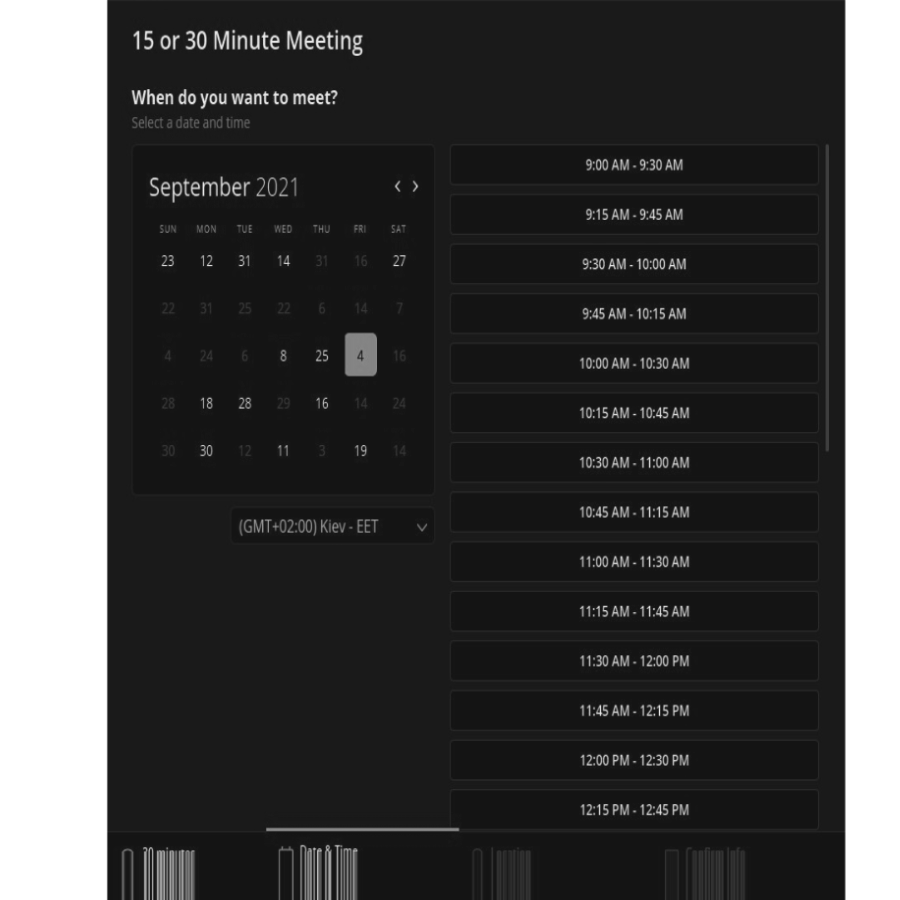 15 or 30 Minute Meeting
When do you want to meet?
Select a date and time
September 2021
SUN MON TUE WED THU FRI SAT
23 12 31 14 31 16 27
22 31 25 22 6 14 7
4 24 6 8 25 4 16
28 18 28 29 16 14 24
30 30 12 11 3 19 14
(GMT+02:00) Kiev - EET
9:00 AM - 9:30 AM
9:15 AM - 9:45 AM
9:30 AM - 10:00 AM
9:45 AM - 10:15 AM
10:00 AM - 10:30 AM
10:15 AM - 10:45 AM
10:30 AM - 11:00 AM
10:45 AM - 11:15 AM
11:00 AM - 11:30 AM
11:15 AM - 11:45 AM
11:30 AM - 12:00 PM
11:45 AM - 12:15 PM
12:00 PM - 12:30 PM
12:15 PM - 12:45 PM
30 minutes
Date & Time
Location
Confirm Info